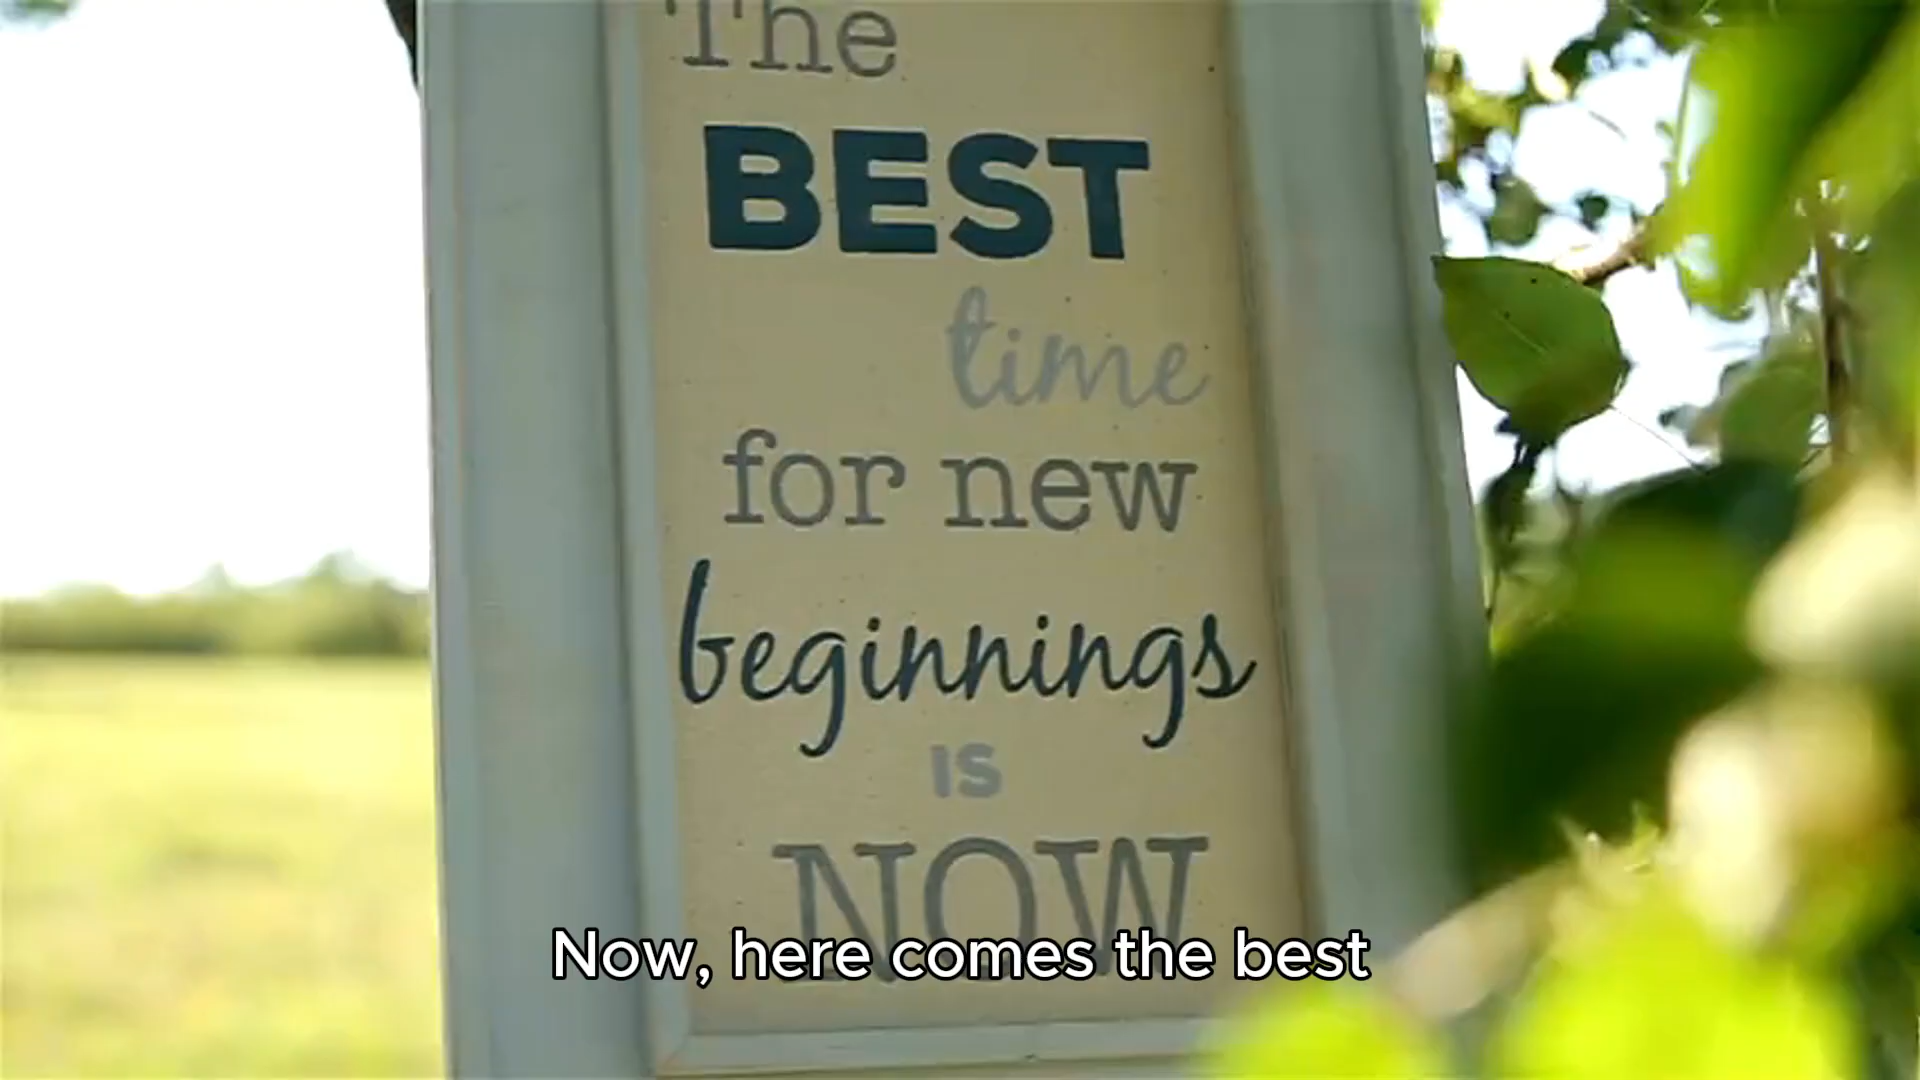 The
BEST
time
for new
beginnings
IS
NOW
Now, here comes the best